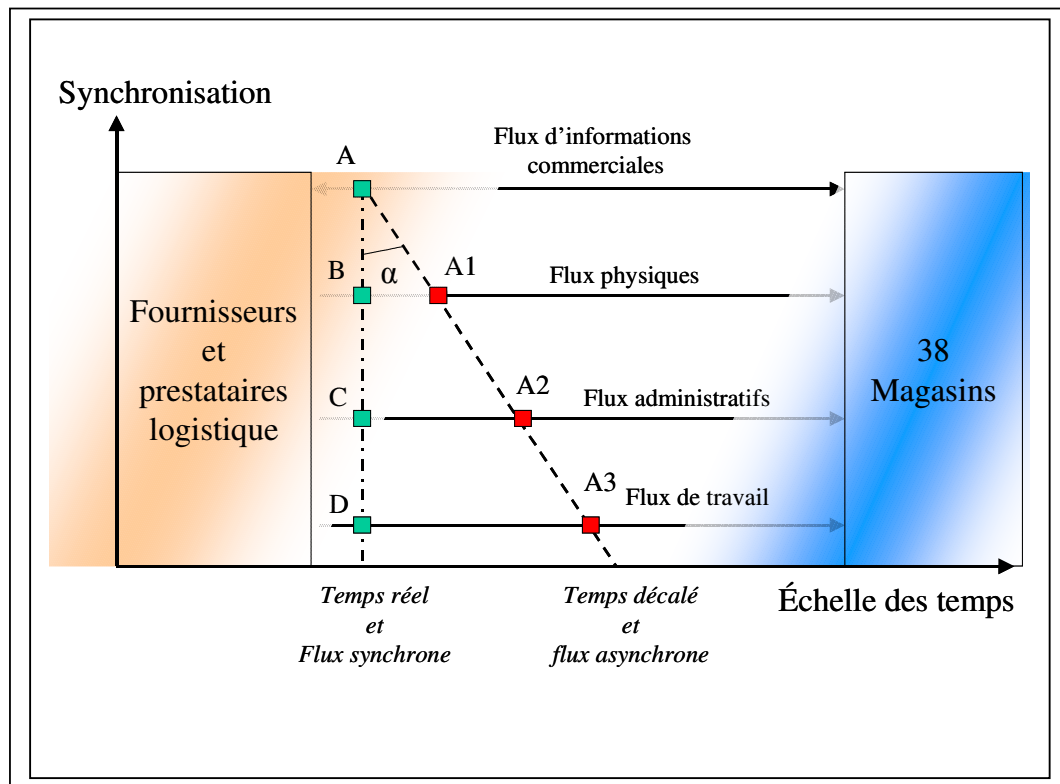 Synchronisation
Flux d'informations
commerciales
A
B
α
A1
Flux physiques
Fournisseurs
et
prestataires
logistique
38
Magasins
A2
C
Flux administratifs
A3
D
Flux de travail
Échelle des temps
Temps réel
et
Flux synchrone
Temps décalé
et
flux asynchrone